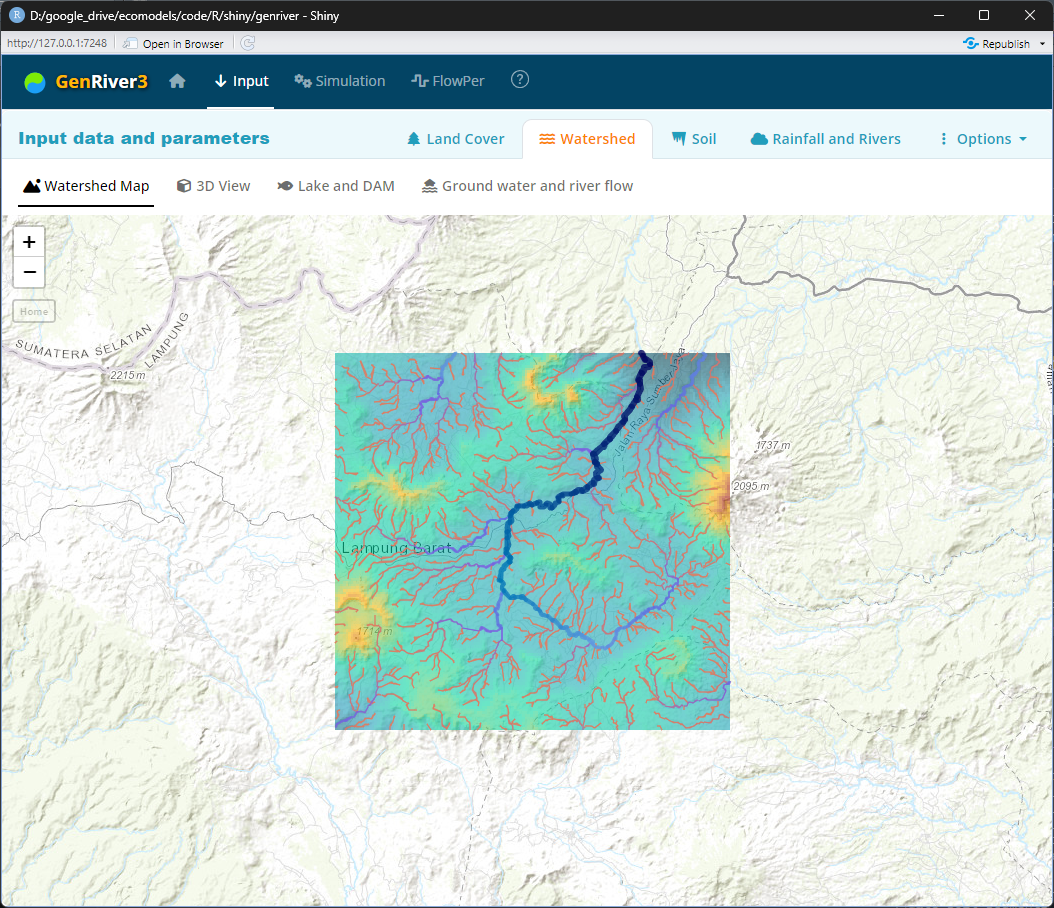 D:/google_drive/ecomodels/code/R/shiny/genriver - Shiny
http://127.0.0.1:7248 Open in Browser Republish
GenRiver3 Input Simulation FlowPer ?
Input data and parameters Land Cover Watershed Soil Rainfall and Rivers Options
Watershed Map 3D View Lake and DAM Ground water and river flow
+
−
Home
SUMATERA SELATAN
LAMPUNG
2215 m
Jalan Raya Sumber Jaya
1737 m
2095 m
Lampung Barat
1714 m